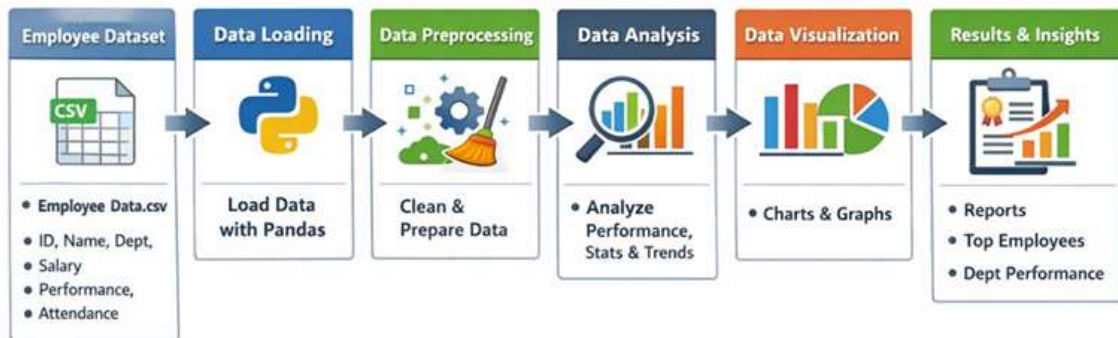 Employee Dataset
CSV
• Employee Data.csv
• ID, Name, Dept,
• Salary
• Performance,
• Attendance
Data Loading
Load Data
with Pandas
Data Preprocessing
Clean &
Prepare Data
Data Analysis
• Analyze
Performance,
Stats & Trends
Data Visualization
• Charts & Graphs
Results & Insights
• Reports
• Top Employees
• Dept Performance